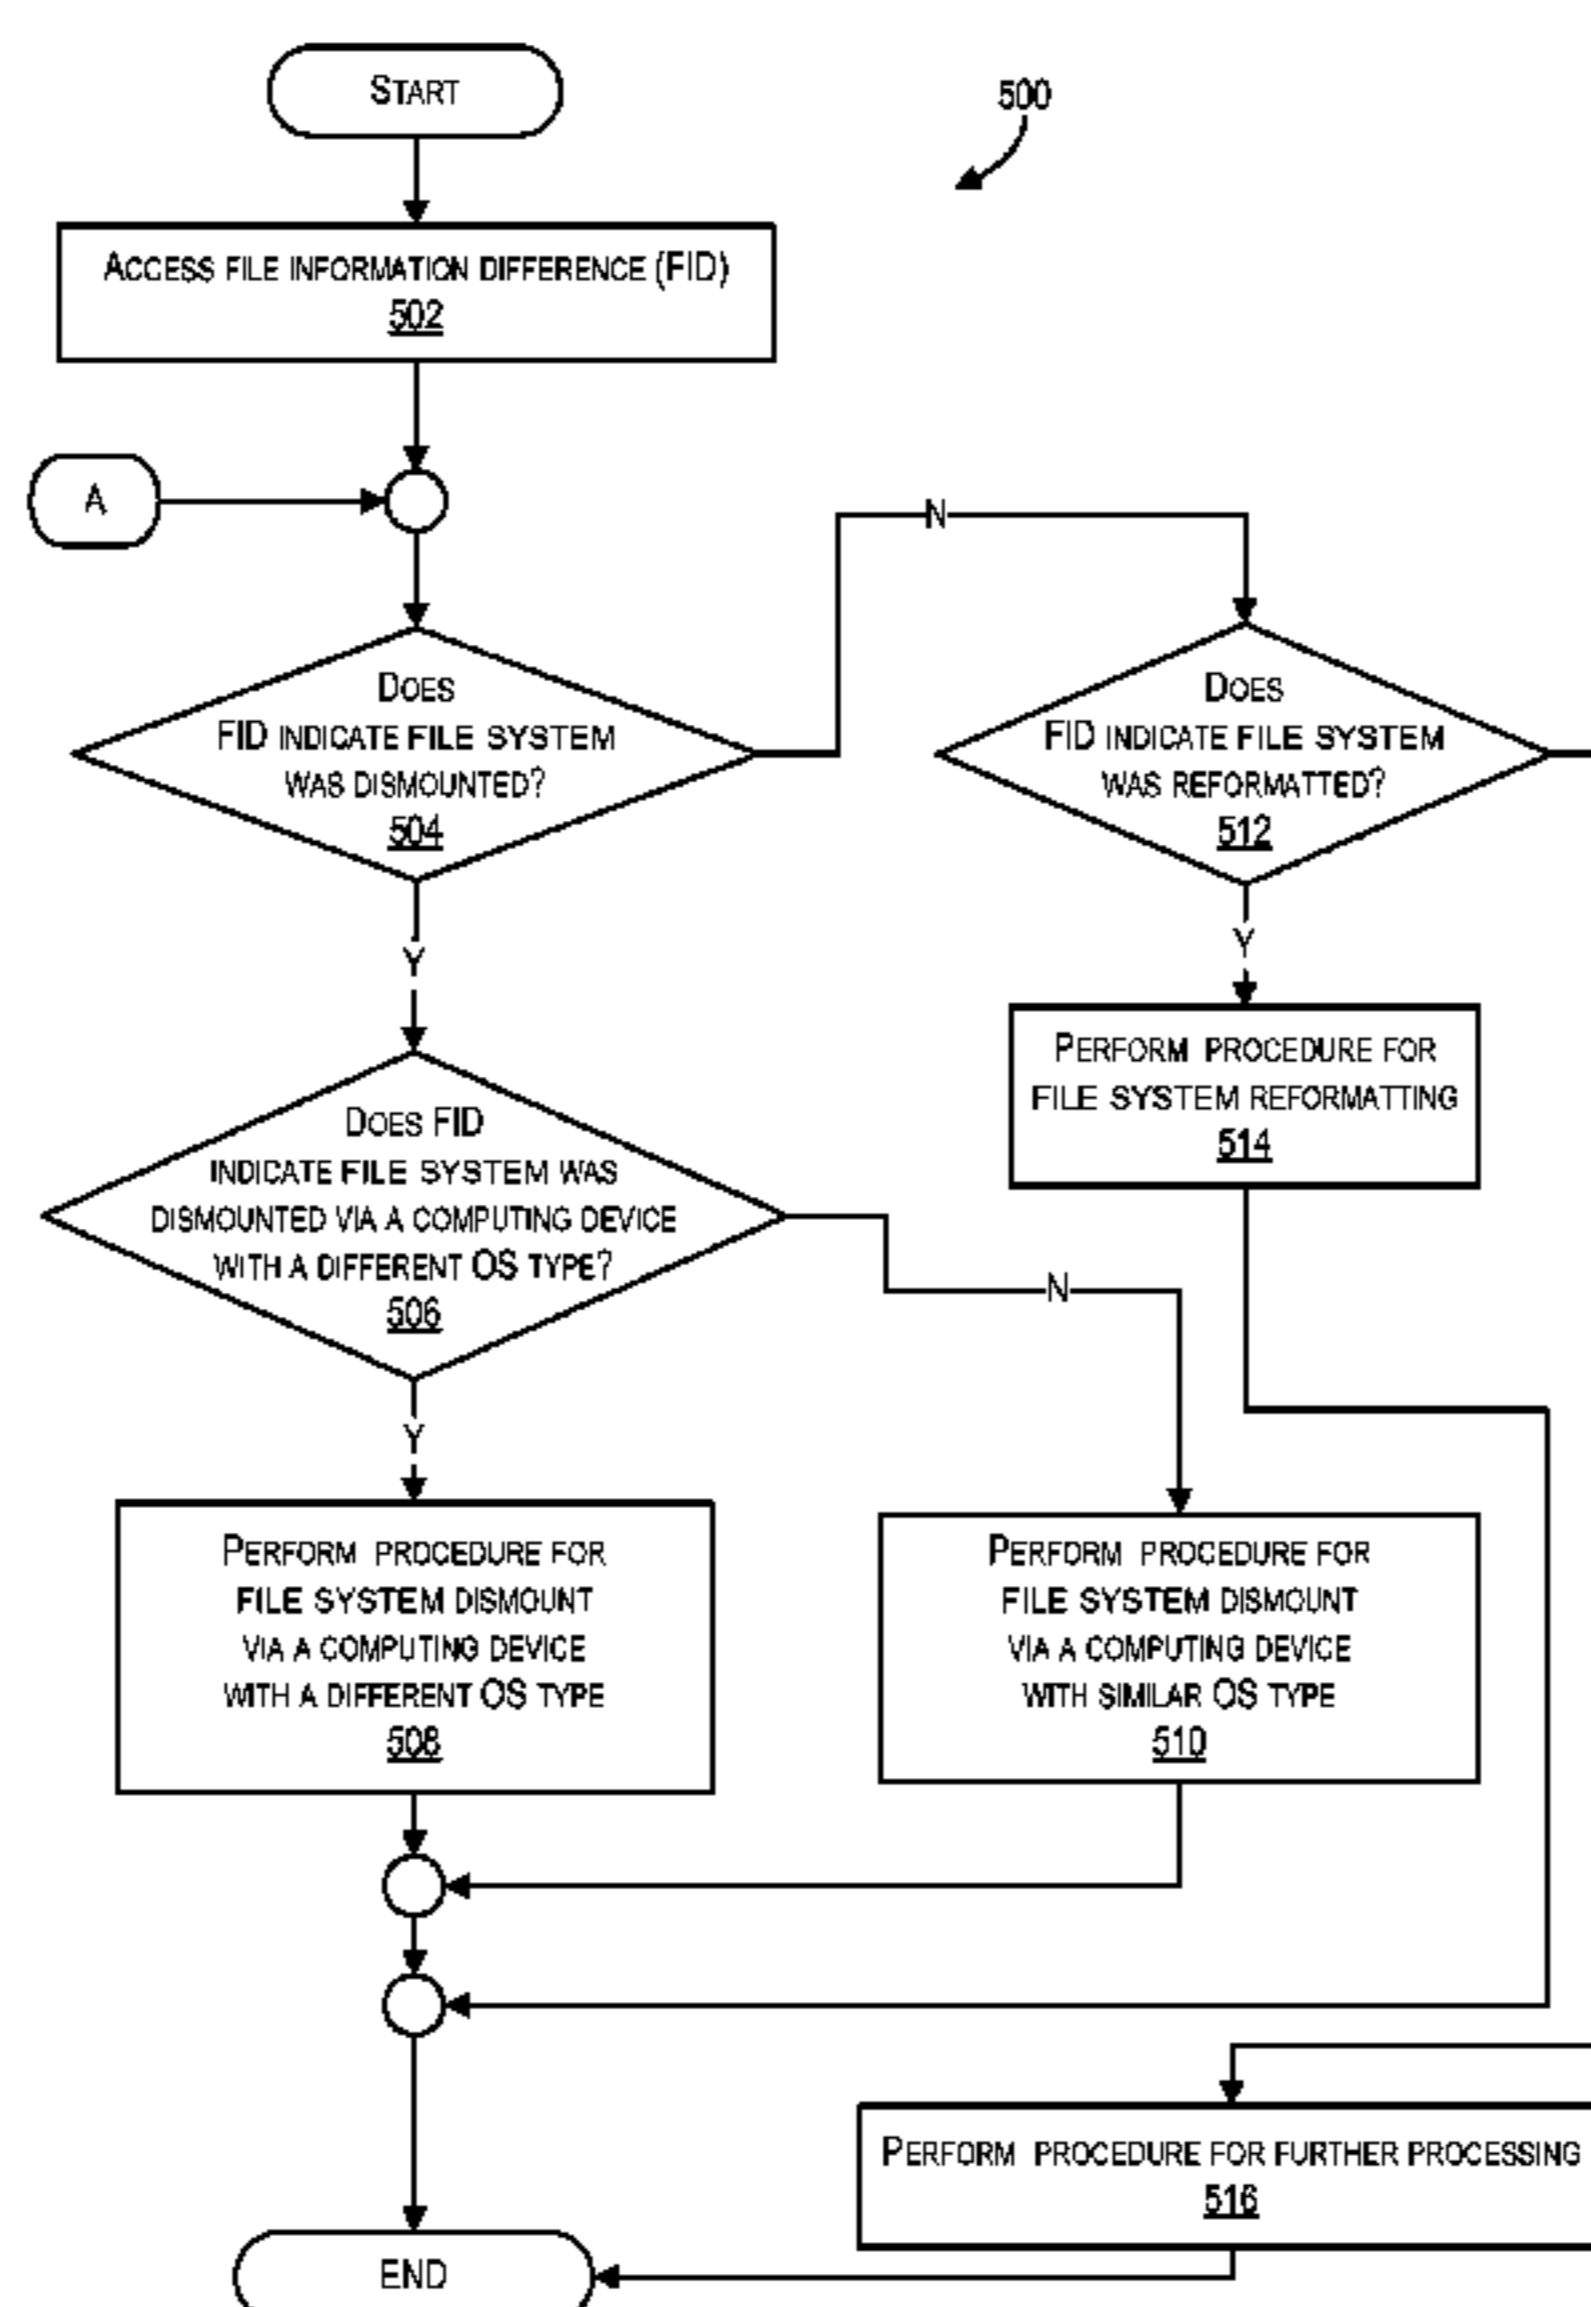 START
500
ACCESS FILE INFORMATION DIFFERENCE (FID)
502
A
N
DOES
FID INDICATE FILE SYSTEM
WAS DISMOUNTED?
504
DOES
FID INDICATE FILE SYSTEM
WAS REFORMATTED?
512
Y
Y
PERFORM PROCEDURE FOR
FILE SYSTEM REFORMATTING
514
DOES FID
INDICATE FILE SYSTEM WAS
DISMOUNTED VIA A COMPUTING DEVICE
WITH A DIFFERENT OS TYPE?
506
N
Y
PERFORM PROCEDURE FOR
FILE SYSTEM DISMOUNT
VIA A COMPUTING DEVICE
WITH A DIFFERENT OS TYPE
508
PERFORM PROCEDURE FOR
FILE SYSTEM DISMOUNT
VIA A COMPUTING DEVICE
WITH SIMILAR OS TYPE
510
PERFORM PROCEDURE FOR FURTHER PROCESSING
516
END